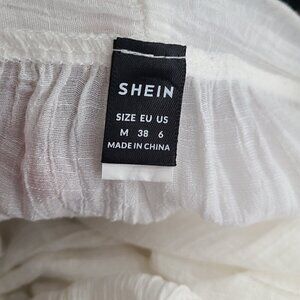 SHEIN
SIZE EU US
M 38 6
MADE IN CHINA